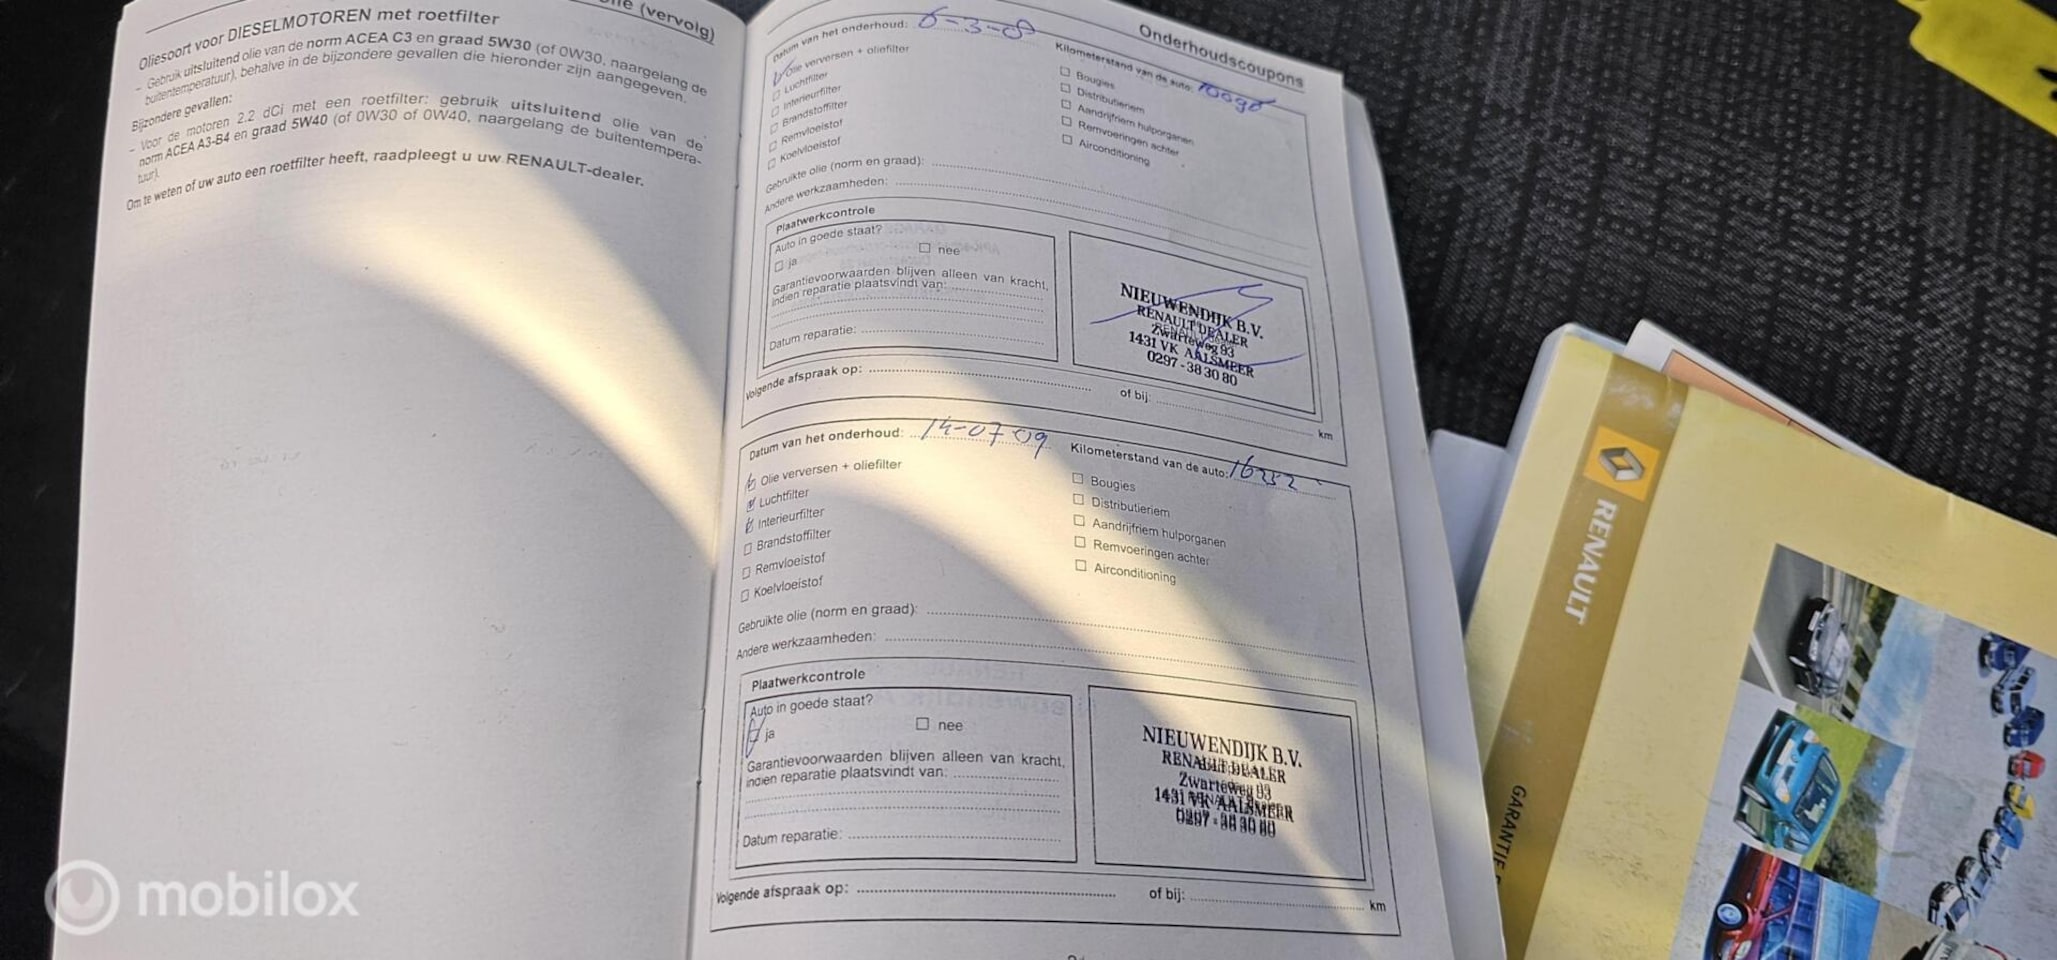 (vervolg)
Oliesoort voor DIESELMOTOREN met roetfilter
- Gebruik uitsluitend olie van de norm ACEA C3 en graad 5W30 (of 0W30, naargelang de
buitentemperatuur), behalve in de bijzondere gevallen die hieronder zijn aangegeven.
Bijzondere gevallen:
- Voor de motoren 2.2 dCi met een roetfilter: gebruik uitsluitend olie van de
norm ACEA A3-B4 en graad 5W40 (of 0W30 of 0W40, naargelang de buitentempera-
tuur).
Om te weten of uw auto een roetfilter heeft, raadpleegt u uw RENAULT-dealer.
Onderhoudscoupons
Datum van het onderhoud: 6-3-8
Kilometerstand van de auto:
Olie verversen + oliefilter
Luchtfilter
Interieurfilter
Brandstoffilter
Remvloeistof
Koelvloeistof
Bougies
Distributieriem
Aandrijfriem hulporganen
Remvoeringen achter
Airconditioning
Gebruikte olie (norm en graad):
Andere werkzaamheden:
Plaatwerkcontrole
Auto in goede staat?
ja
nee
Garantievoorwaarden blijven alleen van kracht,
indien reparatie plaatsvindt van:
Datum reparatie:
NIEUWENDIJK B.V.
RENAULT DEALER
Zwarteweg 93
1431 VK AALSMEER
0297 - 38 30 80
Volgende afspraak op:
of bij:
km
Datum van het onderhoud: 14-07 09
Kilometerstand van de auto: 16252
Olie verversen + oliefilter
Luchtfilter
Interieurfilter
Brandstoffilter
Remvloeistof
Koelvloeistof
Bougies
Distributieriem
Aandrijfriem hulporganen
Remvoeringen achter
Airconditioning
Gebruikte olie (norm en graad):
Andere werkzaamheden:
Plaatwerkcontrole
Auto in goede staat?
ja
nee
Garantievoorwaarden blijven alleen van kracht,
indien reparatie plaatsvindt van:
Datum reparatie:
NIEUWENDIJK B.V.
RENAULT DEALER
Zwarteweg 93
1431 VK AALSMEER
0297 - 38 30 80
Volgende afspraak op:
of bij:
km
RENAULT
GARANTIE
mobilox